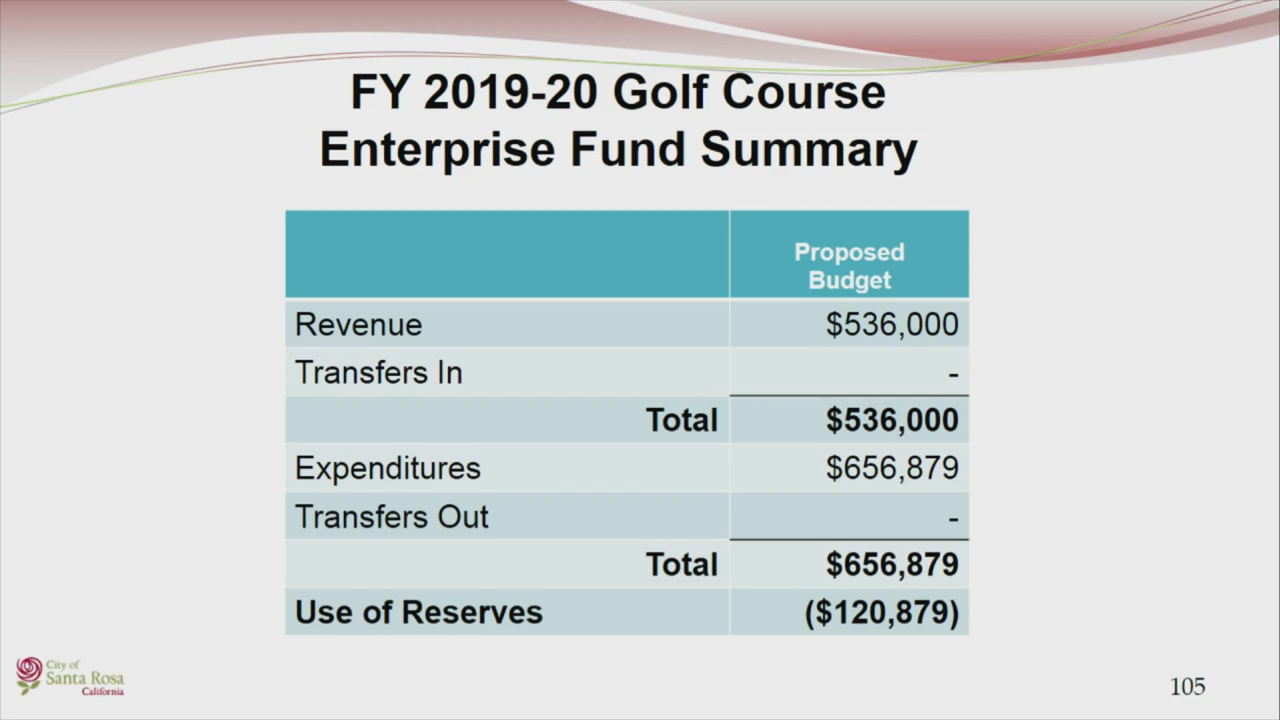 FY 2019-20 Golf Course
Enterprise Fund Summary
Proposed
Budget
Revenue $536,000
Transfers In -
Total $536,000
Expenditures $656,879
Transfers Out -
Total $656,879
Use of Reserves ($120,879)
City of
Santa Rosa
California
105